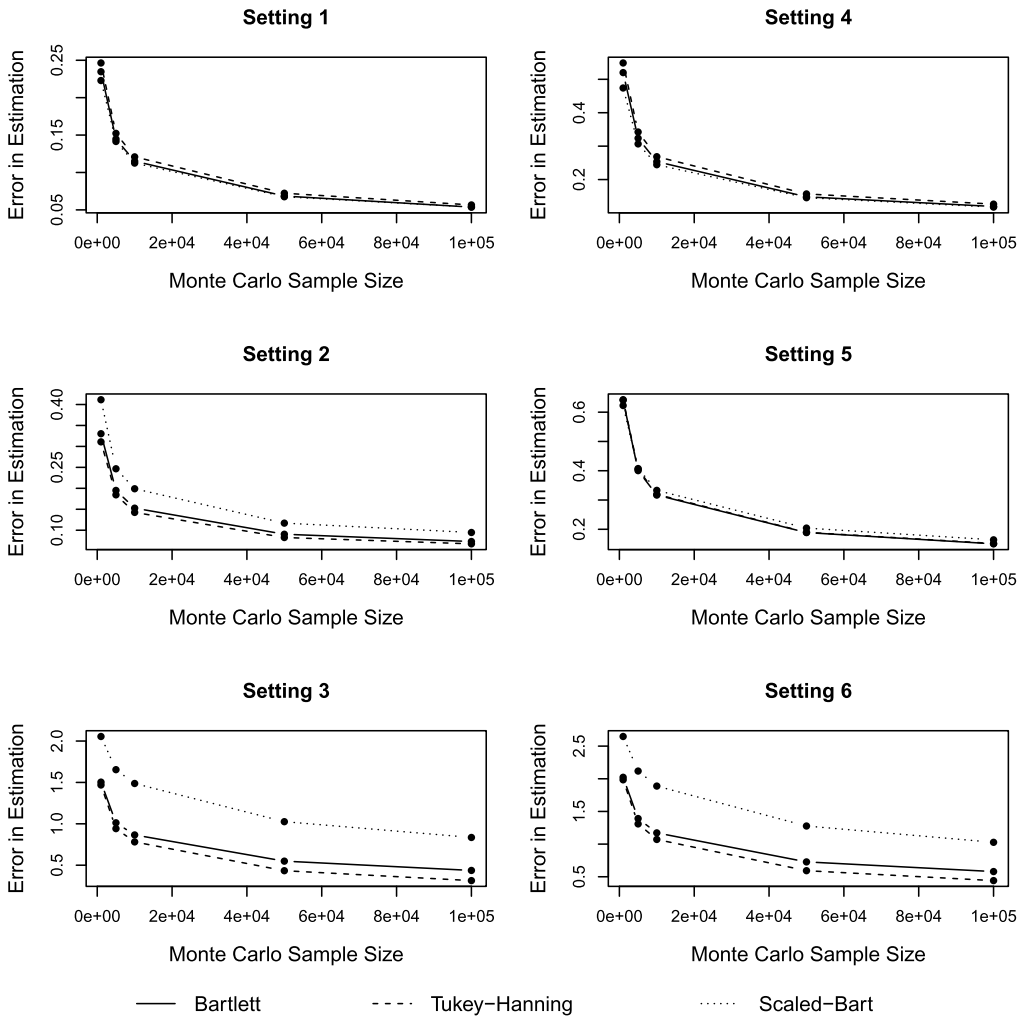 Setting 1
Error in Estimation
0.05 0.15 0.25
0e+00 2e+04 4e+04 6e+04 8e+04 1e+05
Monte Carlo Sample Size
Setting 4
Error in Estimation
0.2 0.4
0e+00 2e+04 4e+04 6e+04 8e+04 1e+05
Monte Carlo Sample Size
Setting 2
Error in Estimation
0.10 0.25 0.40
0e+00 2e+04 4e+04 6e+04 8e+04 1e+05
Monte Carlo Sample Size
Setting 5
Error in Estimation
0.2 0.4 0.6
0e+00 2e+04 4e+04 6e+04 8e+04 1e+05
Monte Carlo Sample Size
Setting 3
Error in Estimation
0.5 1.0 1.5 2.0
0e+00 2e+04 4e+04 6e+04 8e+04 1e+05
Monte Carlo Sample Size
Setting 6
Error in Estimation
0.5 1.5 2.5
0e+00 2e+04 4e+04 6e+04 8e+04 1e+05
Monte Carlo Sample Size
Bartlett Tukey−Hanning Scaled−Bart